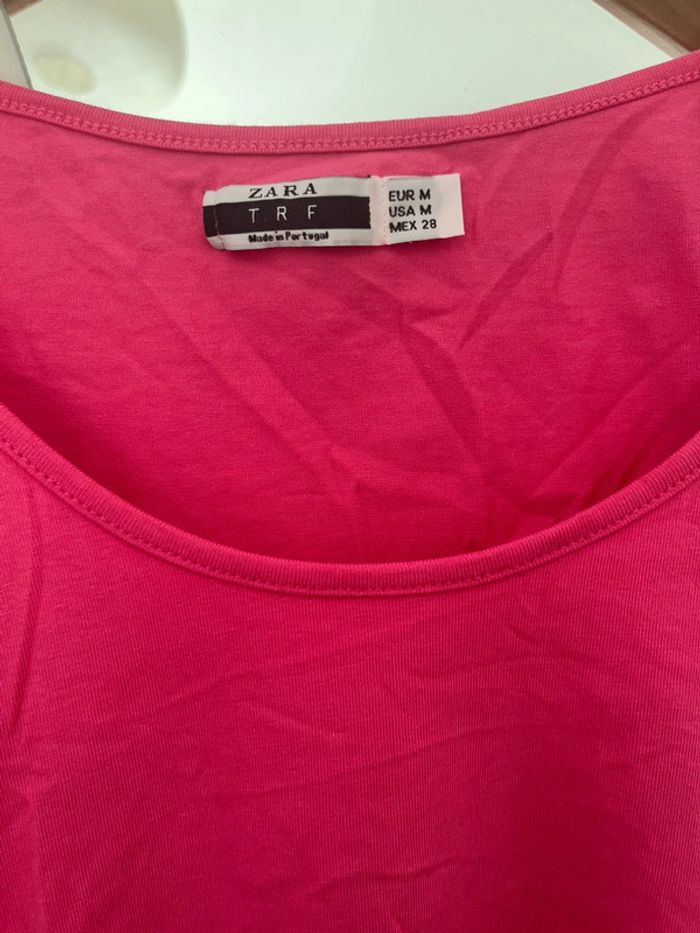 ZARA
TRF
Made in Portugal
EUR M
USA M
MEX 28